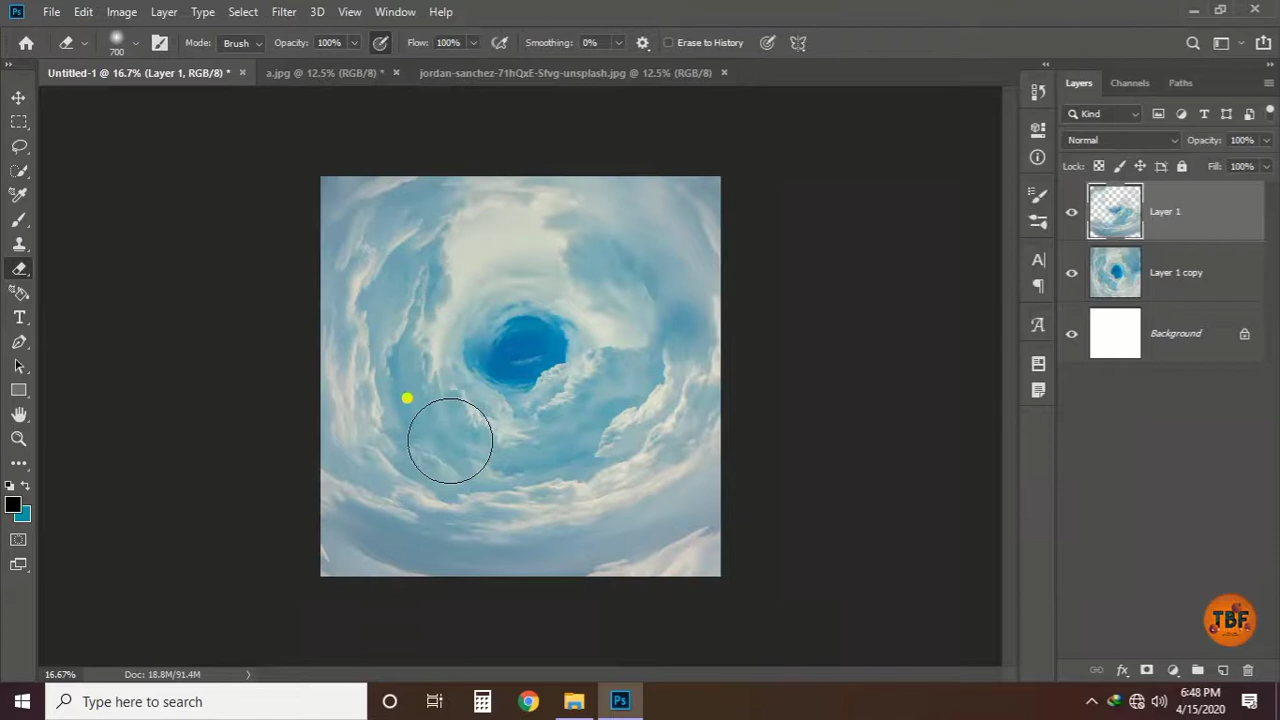 Ps File Edit Image Layer Type Select Filter 3D View Window Help
700 Mode: Brush Opacity: 100% Flow: 100% Smoothing: 0% Erase to History
Untitled-1 @ 16.7% (Layer 1, RGB/8) * a.jpg @ 12.5% (RGB/8) * jordan-sanchez-71hQxE-Sfvg-unsplash.jpg @ 12.5% (RGB/8)
Layers Channels Paths
Kind
Normal Opacity: 100%
Lock: Fill: 100%
Layer 1
Layer 1 copy
Background
TBF
16.67% Doc: 18.8M/91.4M
Type here to search
Ps
6:48 PM
4/15/2020